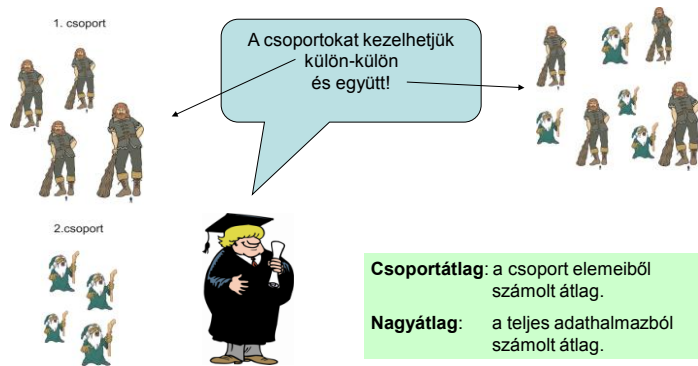 1. csoport
A csoportokat kezelhetjük
külön-külön
és együtt!
2.csoport
Csoportátlag: a csoport elemeiből
számolt átlag.
Nagyátlag: a teljes adathalmazból
számolt átlag.